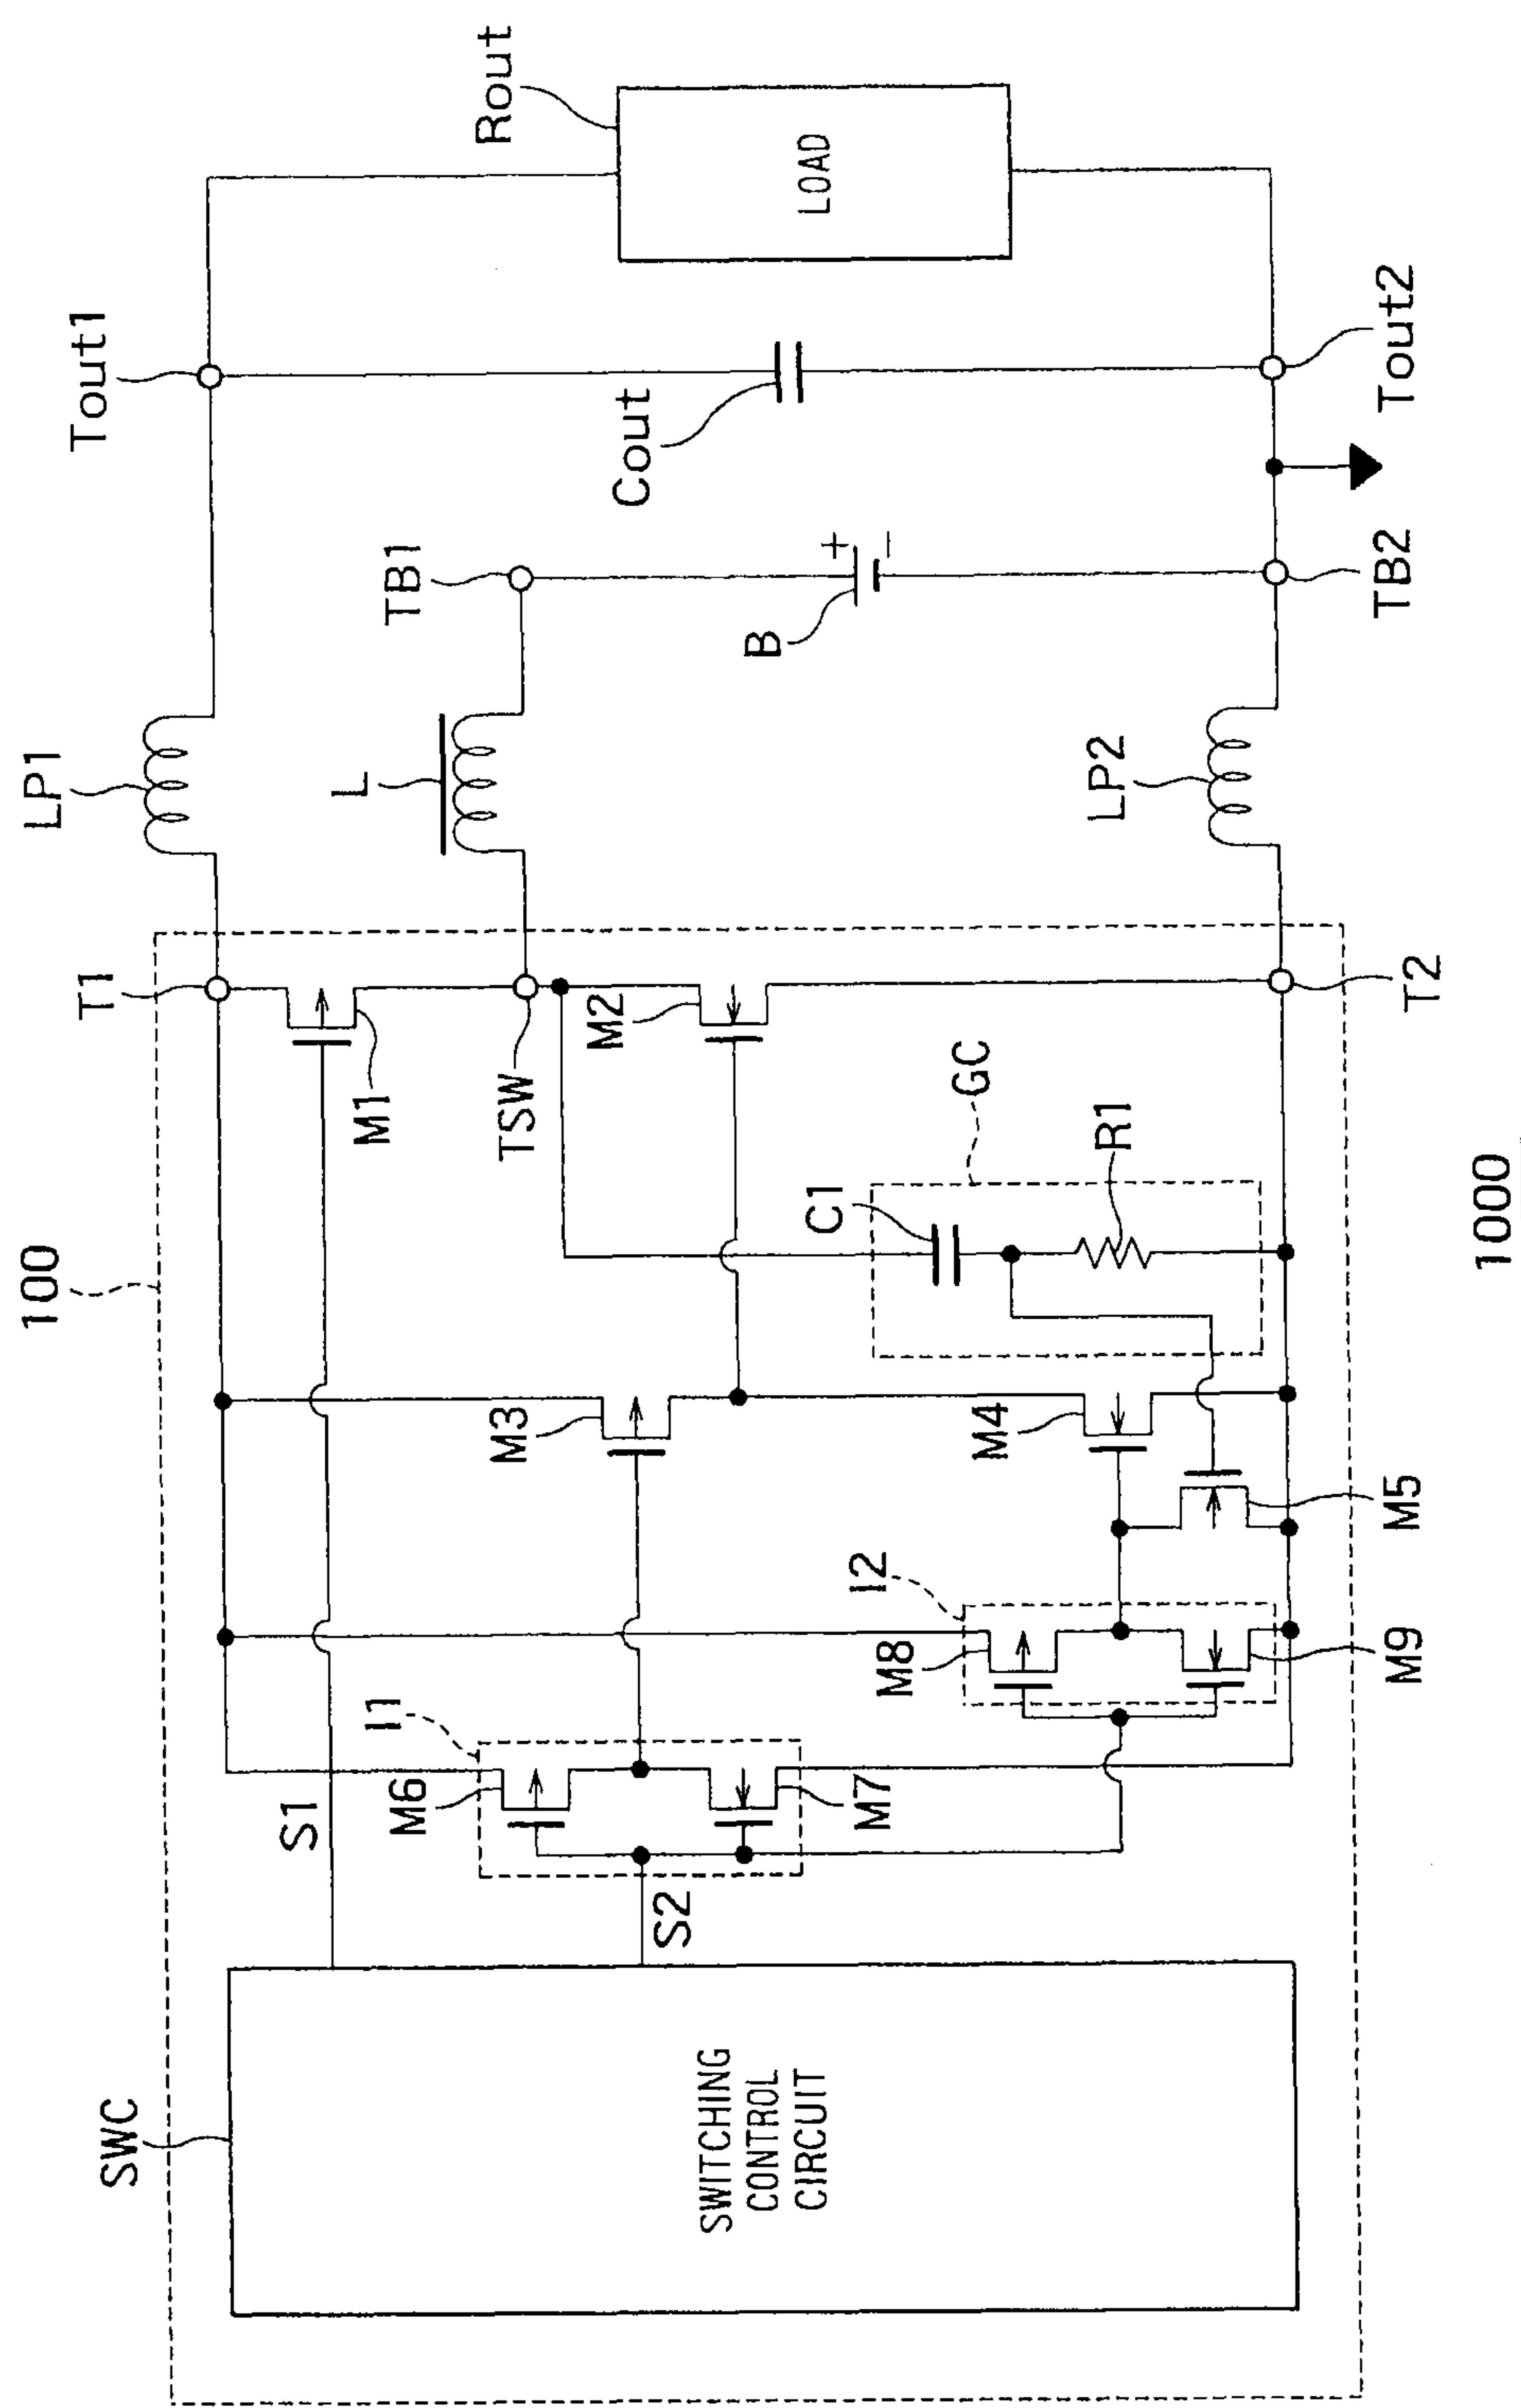 1000
100
SWC
SWITCHING
CONTROL
CIRCUIT
S1
S2
I1
M6
M7
I2
M8
M9
M3
M4
M5
GC
C1
R1
T1
M1
TSW
M2
T2
LP1
L
LP2
TB1
B
+
−
TB2
Tout1
Cout
Tout2
Rout
LOAD